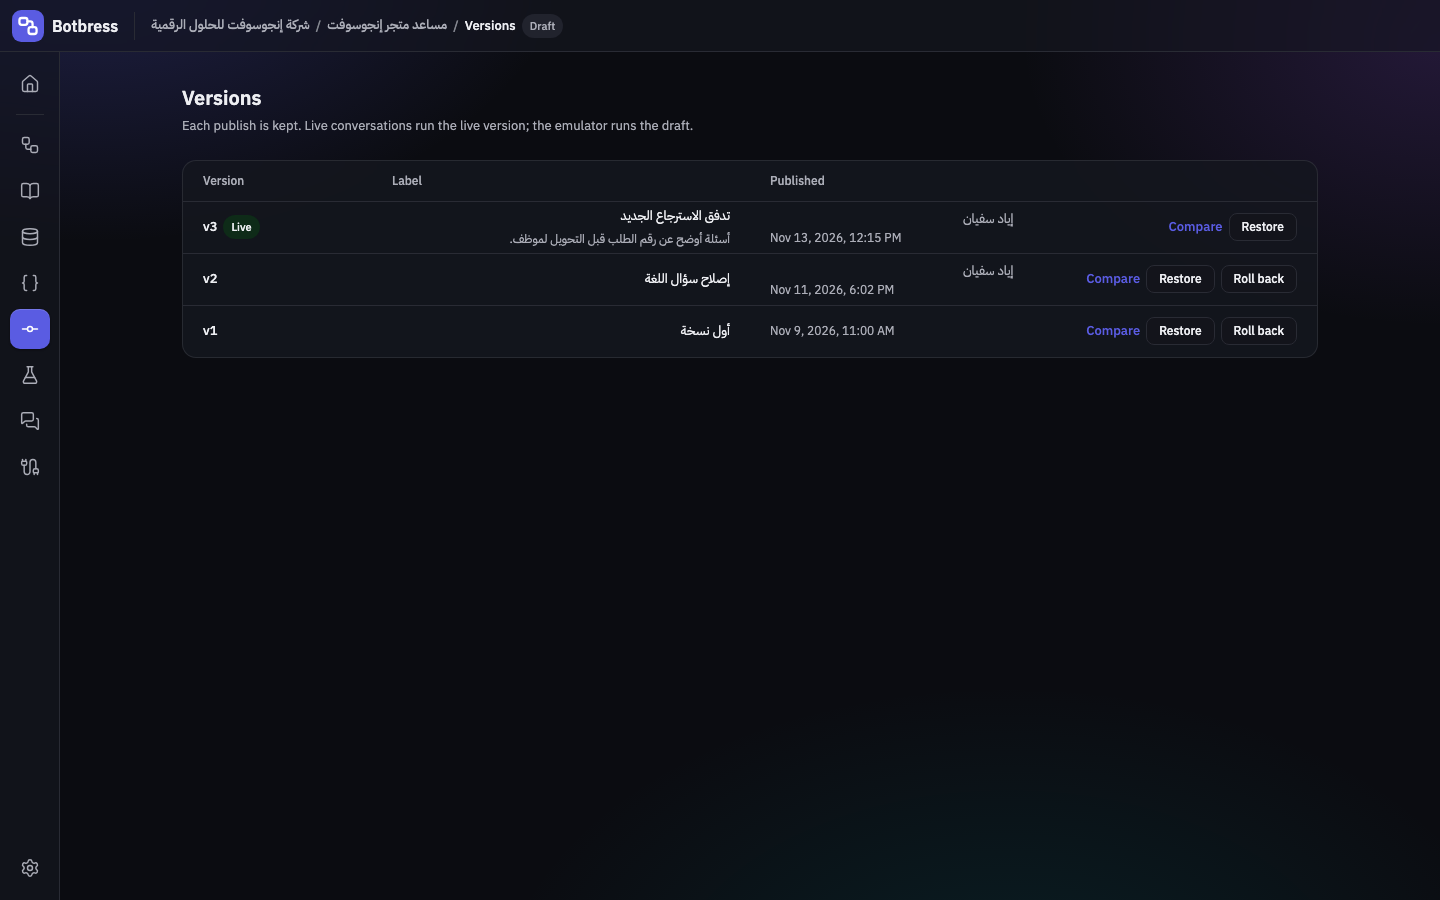 Botbress
شركة إنجوسوفت للحلول الرقمية / مساعد متجر إنجوسوفت / Versions Draft
Versions
Each publish is kept. Live conversations run the live version; the emulator runs the draft.
Version Label Published
v3 Live تدفق الاسترجاع الجديد إياد سفيان Compare Restore
أسئلة أوضح عن رقم الطلب قبل التحويل لموظف. Nov 13, 2026, 12:15 PM
v2 إصلاح سؤال اللغة إياد سفيان Compare Restore Roll back
Nov 11, 2026, 6:02 PM
v1 أول نسخة Nov 9, 2026, 11:00 AM Compare Restore Roll back